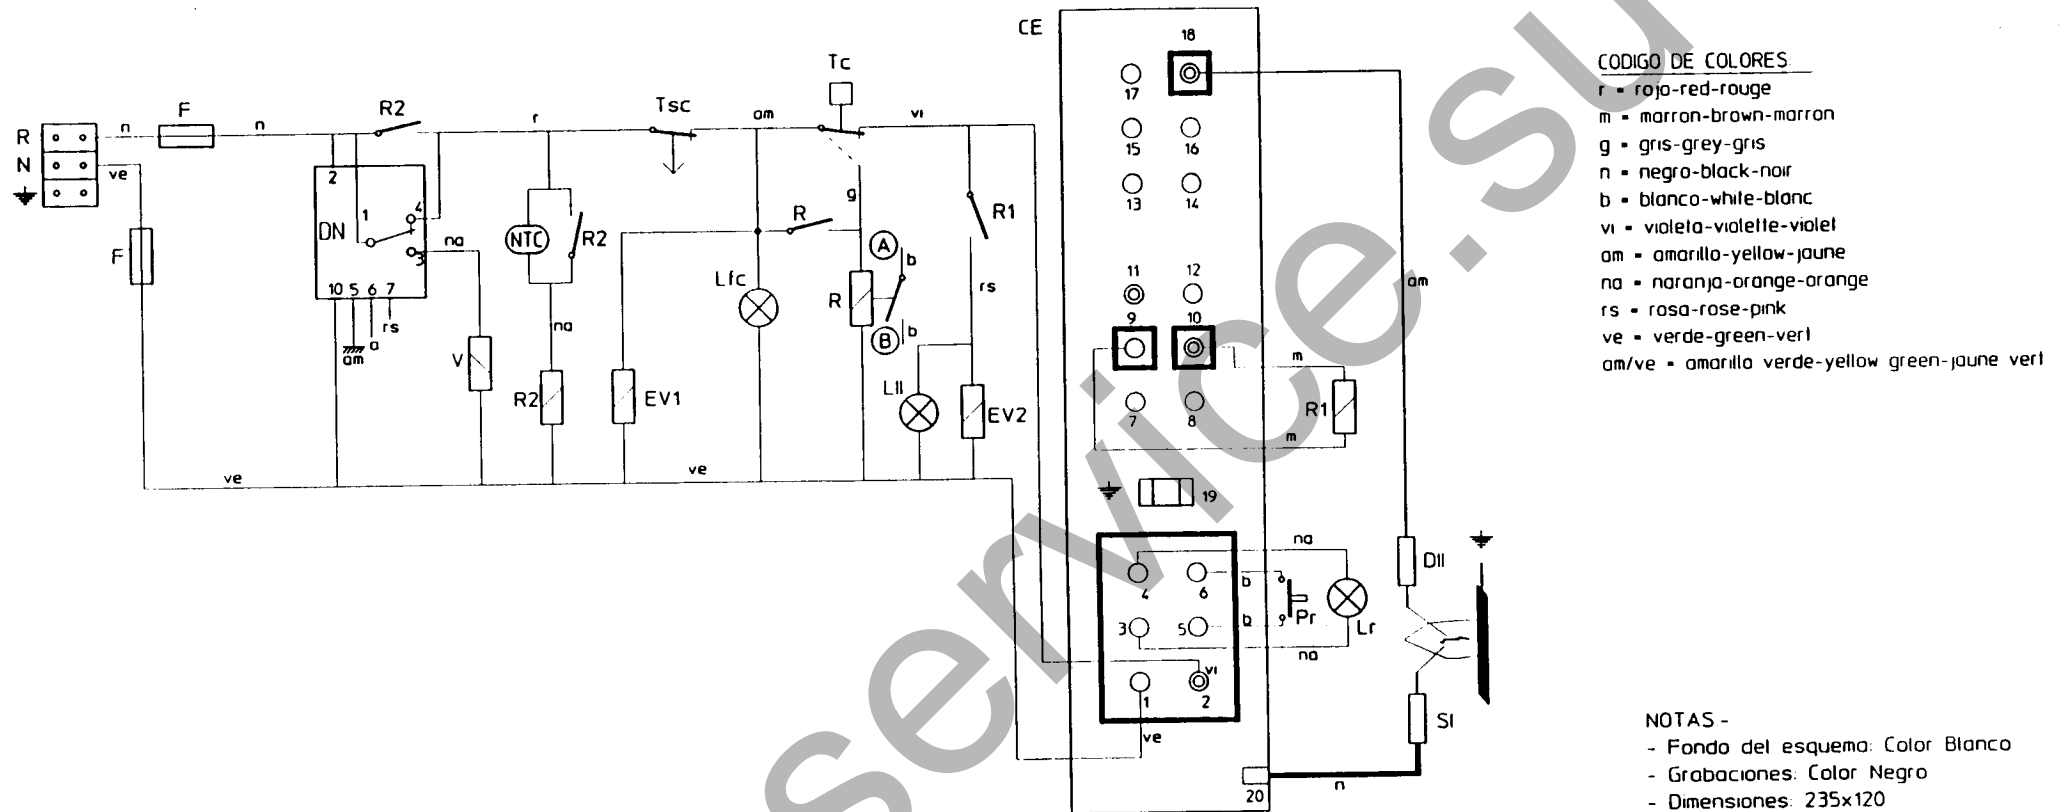 CE
18
17
15
16
13
14
11
12
9
10
7
8
19
4
6
3
5
1
2
20
R
N
n
F
n
R2
r
Tsc
am
Tc
vi
ve
F
2
1
4
DN
3
na
10 5 6 7
am
a
rs
V
NTC
R2
na
R2
EV1
Lfc
R
g
R
A
b
B
b
R1
rs
Lll
EV2
ve
ve
am
m
R1
m
na
b
Pr
b
Lr
na
vi
ve
Dll
Sl
n
CODIGO DE COLORES
r = rojo-red-rouge
m = marron-brown-marron
g = gris-grey-gris
n = negro-black-noir
b = blanco-white-blanc
vi = violeta-violette-violet
am = amarillo-yellow-jaune
na = naranja-orange-orange
rs = rosa-rose-pink
ve = verde-green-vert
am/ve = amarillo verde-yellow green-jaune vert
NOTAS.-
- Fondo del esquema: Color Blanco
- Grabaciones: Color Negro
- Dimensiones: 235x120
service.su